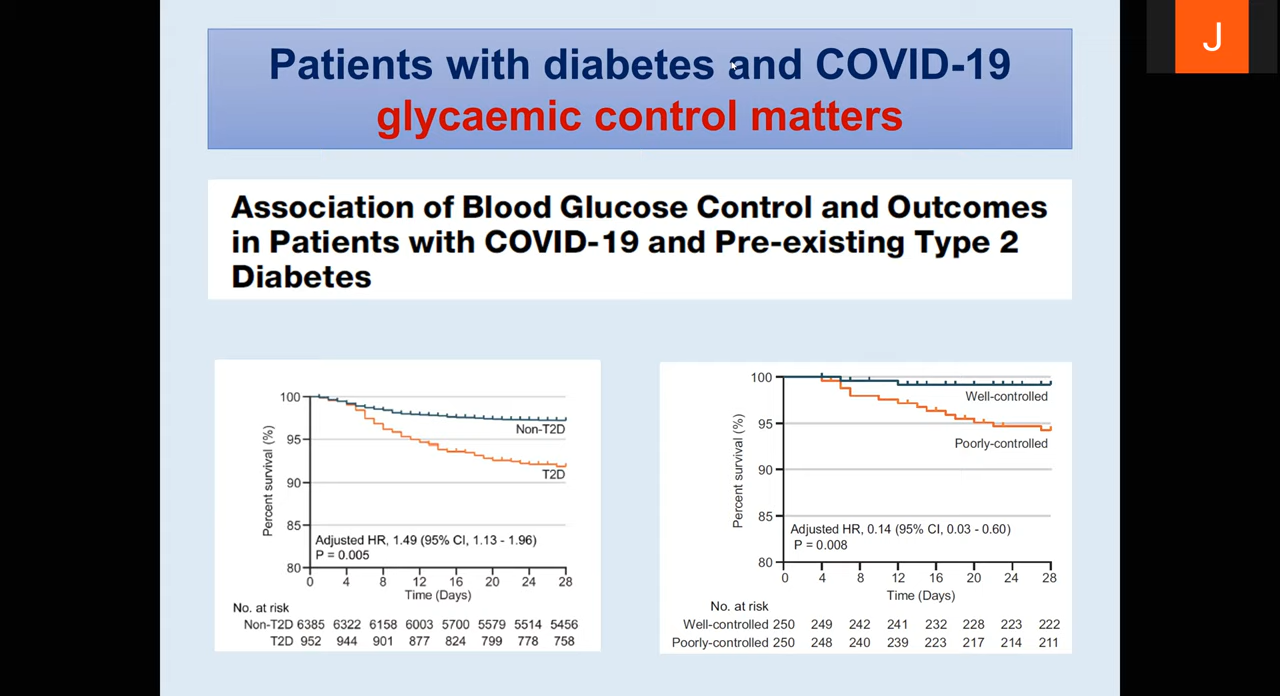 J
Patients with diabetes and COVID-19
glycaemic control matters
Association of Blood Glucose Control and Outcomes
in Patients with COVID-19 and Pre-existing Type 2
Diabetes
Percent survival (%)
100
95
90
85
80
Non-T2D
T2D
Adjusted HR, 1.49 (95% CI, 1.13 - 1.96)
P = 0.005
0 4 8 12 16 20 24 28
Time (Days)
No. at risk
Non-T2D 6385 6322 6158 6003 5700 5579 5514 5456
T2D 952 944 901 877 824 799 778 758
Percent survival (%)
100
95
90
85
80
Well-controlled
Poorly-controlled
Adjusted HR, 0.14 (95% CI, 0.03 - 0.60)
P = 0.008
0 4 8 12 16 20 24 28
Time (Days)
No. at risk
Well-controlled 250 249 242 241 232 228 223 222
Poorly-controlled 250 248 240 239 223 217 214 211